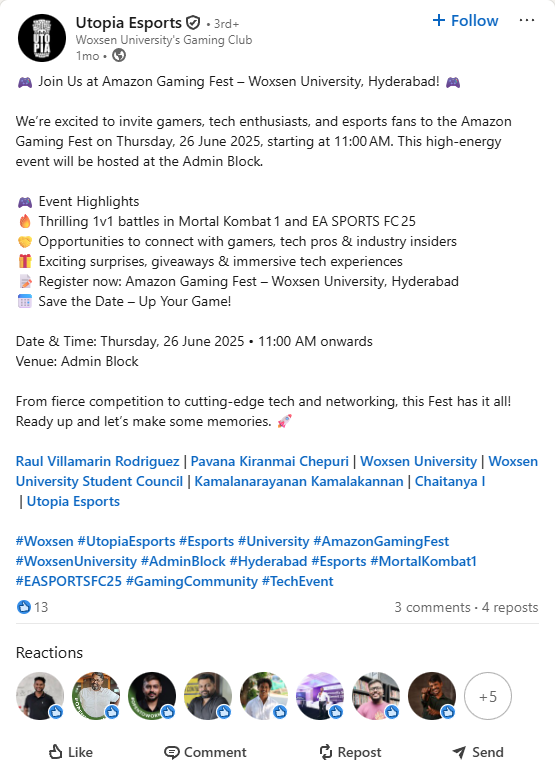 UTO
PIA
Utopia Esports • 3rd+
+ Follow ...
Woxsen University's Gaming Club
1mo •
🎮 Join Us at Amazon Gaming Fest – Woxsen University, Hyderabad! 🎮
We're excited to invite gamers, tech enthusiasts, and esports fans to the Amazon
Gaming Fest on Thursday, 26 June 2025, starting at 11:00 AM. This high-energy
event will be hosted at the Admin Block.
🎮 Event Highlights
🔥 Thrilling 1v1 battles in Mortal Kombat 1 and EA SPORTS FC 25
🤝 Opportunities to connect with gamers, tech pros & industry insiders
🎁 Exciting surprises, giveaways & immersive tech experiences
📝 Register now: Amazon Gaming Fest – Woxsen University, Hyderabad
📅 Save the Date – Up Your Game!
Date & Time: Thursday, 26 June 2025 • 11:00 AM onwards
Venue: Admin Block
From fierce competition to cutting-edge tech and networking, this Fest has it all!
Ready up and let's make some memories. 🚀
Raul Villamarin Rodriguez | Pavana Kiranmai Chepuri | Woxsen University | Woxsen
University Student Council | Kamalanarayanan Kamalakannan | Chaitanya I
| Utopia Esports
#Woxsen #UtopiaEsports #Esports #University #AmazonGamingFest
#WoxsenUniversity #AdminBlock #Hyderabad #Esports #MortalKombat1
#EASPORTSFC25 #GamingCommunity #TechEvent
13
3 comments • 4 reposts
Reactions
+5
Like
Comment
Repost
Send